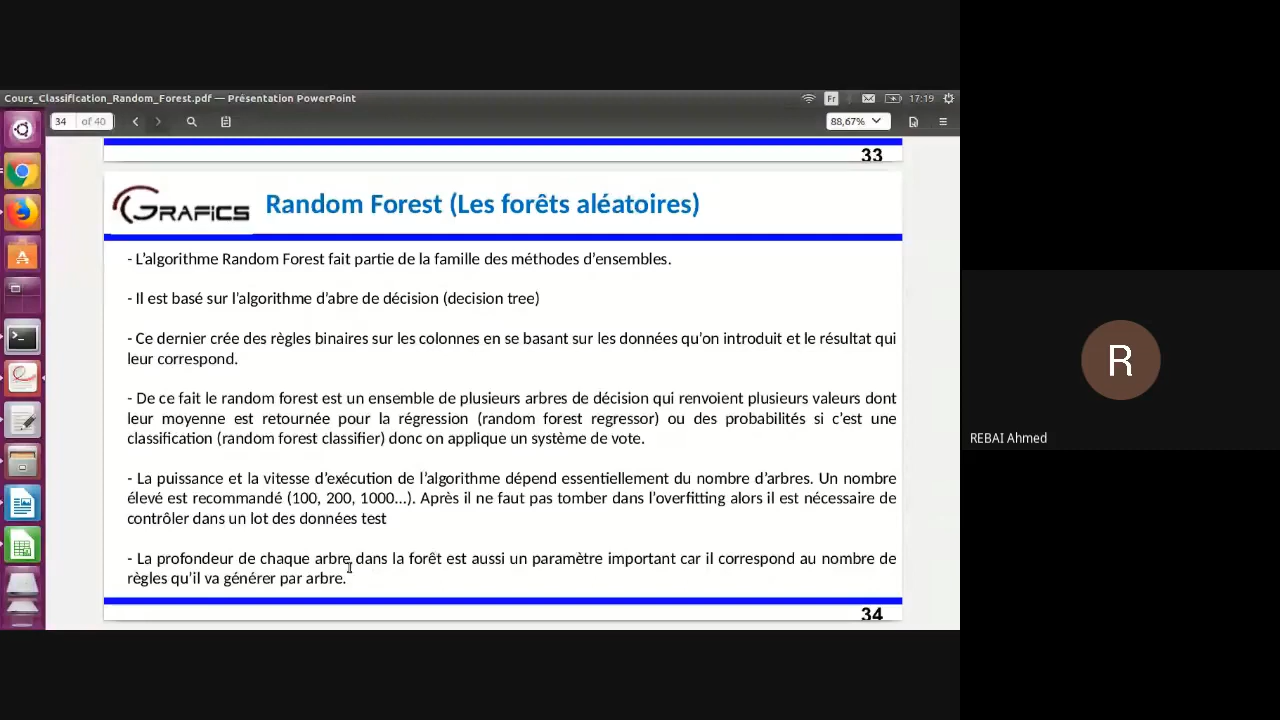 Cours_Classification_Random_Forest.pdf — Présentation PowerPoint
Fr
17:19
34 of 40
88,67%
33
GRAFICS
Random Forest (Les forêts aléatoires)
- L’algorithme Random Forest fait partie de la famille des méthodes d’ensembles.
- Il est basé sur l’algorithme d’abre de décision (decision tree)
- Ce dernier crée des règles binaires sur les colonnes en se basant sur les données qu’on introduit et le résultat qui
leur correspond.
- De ce fait le random forest est un ensemble de plusieurs arbres de décision qui renvoient plusieurs valeurs dont
leur moyenne est retournée pour la régression (random forest regressor) ou des probabilités si c’est une
classification (random forest classifier) donc on applique un système de vote.
- La puissance et la vitesse d’exécution de l’algorithme dépend essentiellement du nombre d’arbres. Un nombre
élevé est recommandé (100, 200, 1000…). Après il ne faut pas tomber dans l’overfitting alors il est nécessaire de
contrôler dans un lot des données test
- La profondeur de chaque arbre dans la forêt est aussi un paramètre important car il correspond au nombre de
règles qu’il va générer par arbre.
34
R
REBAI Ahmed